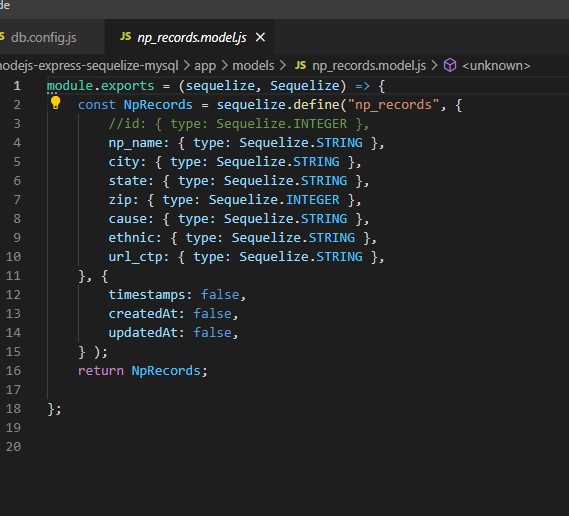 de
JS db.config.js JS np_records.model.js ×
nodejs-express-sequelize-mysql > app > models > JS np_records.model.js > <unknown>
1 module.exports = (sequelize, Sequelize) => {
2 const NpRecords = sequelize.define("np_records", {
3 //id: { type: Sequelize.INTEGER },
4 np_name: { type: Sequelize.STRING },
5 city: { type: Sequelize.STRING },
6 state: { type: Sequelize.STRING },
7 zip: { type: Sequelize.INTEGER },
8 cause: { type: Sequelize.STRING },
9 ethnic: { type: Sequelize.STRING },
10 url_ctp: { type: Sequelize.STRING },
11 }, {
12 timestamps: false,
13 createdAt: false,
14 updatedAt: false,
15 } );
16 return NpRecords;
17
18 };
19
20